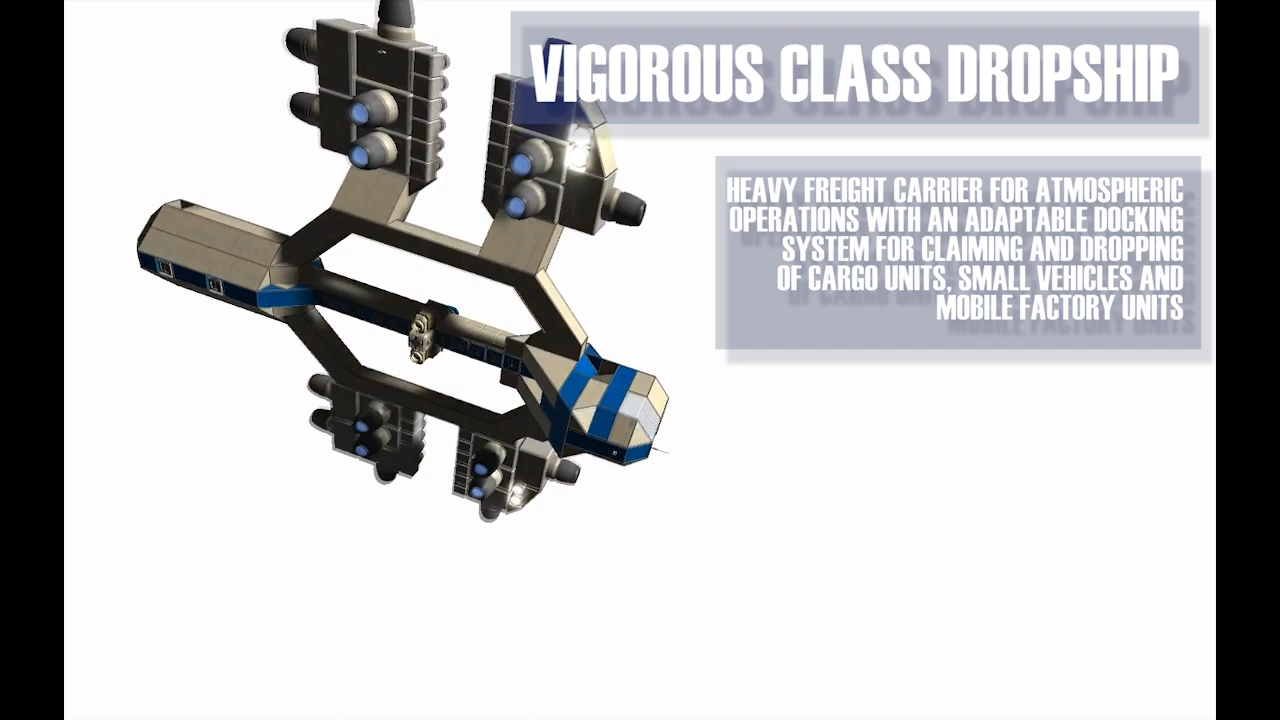 VIGOROUS CLASS DROPSHIP
HEAVY FREIGHT CARRIER FOR ATMOSPHERIC
OPERATIONS WITH AN ADAPTABLE DOCKING
SYSTEM FOR CLAIMING AND DROPPING
OF CARGO UNITS, SMALL VEHICLES AND
MOBILE FACTORY UNITS